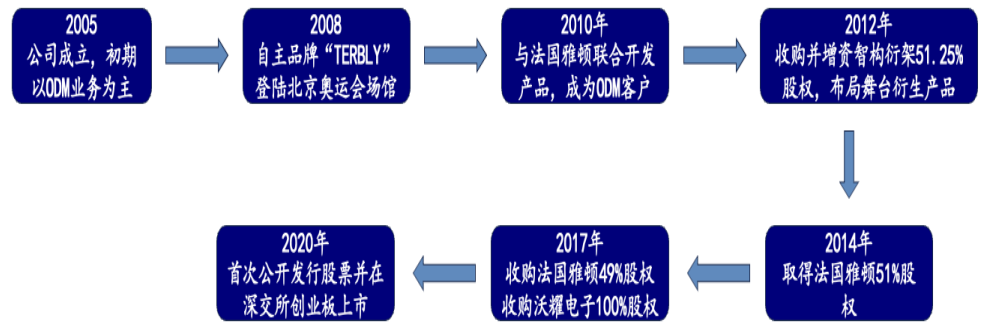 2005
公司成立，初期
以ODM业务为主
2008
自主品牌“TERBLY”
登陆北京奥运会场馆
2010年
与法国雅顿联合开发
产品，成为ODM客户
2012年
收购并增资智构衍架51.25%
股权，布局舞台衍生产品
2014年
取得法国雅顿51%股
权
2017年
收购法国雅顿49%股权
收购沃耀电子100%股权
2020年
首次公开发行股票并在
深交所创业板上市